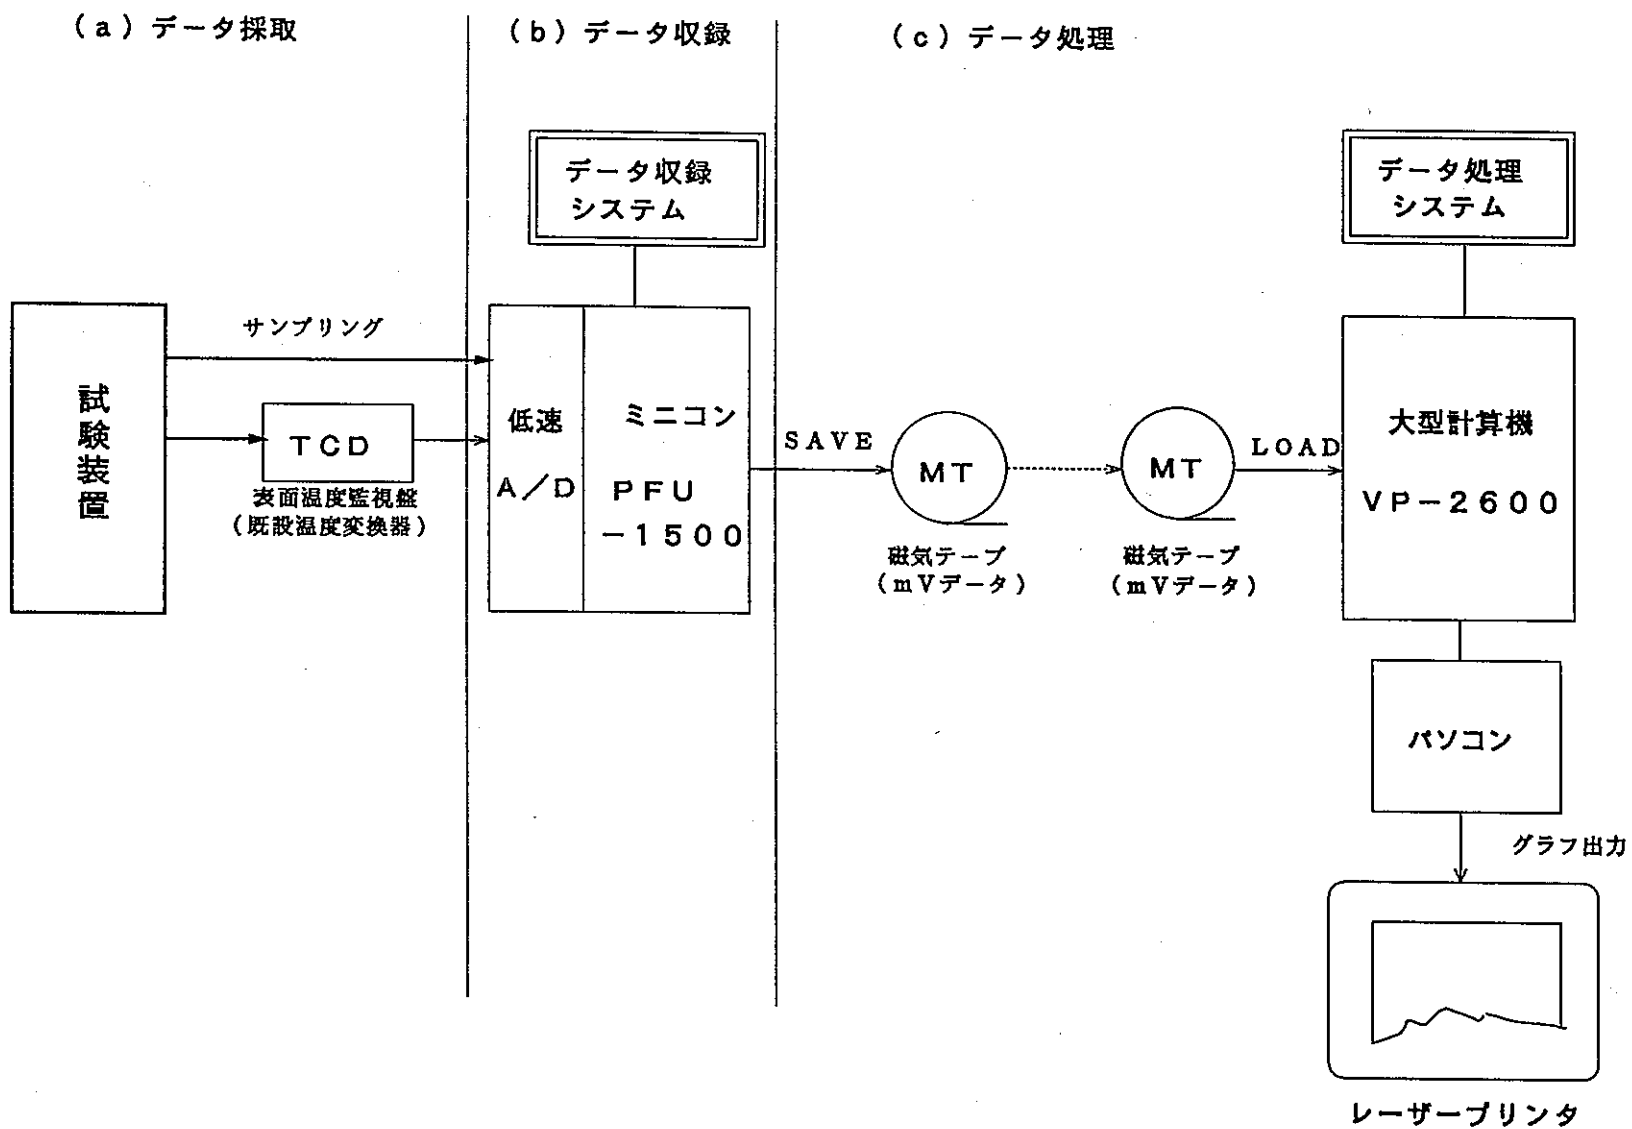 （ａ）データ採取
（ｂ）データ収録
（ｃ）データ処理
データ収録
システム
データ処理
システム
サンプリング
試験装置
ＴＣＤ
表面温度監視盤
（既設温度変換器）
低速
Ａ／Ｄ
ミニコン
ＰＦＵ
－１５００
ＳＡＶＥ
ＭＴ
磁気テープ
（ｍＶデータ）
ＭＴ
磁気テープ
（ｍＶデータ）
ＬＯＡＤ
大型計算機
ＶＰ－２６００
パソコン
グラフ出力
レーザープリンタ